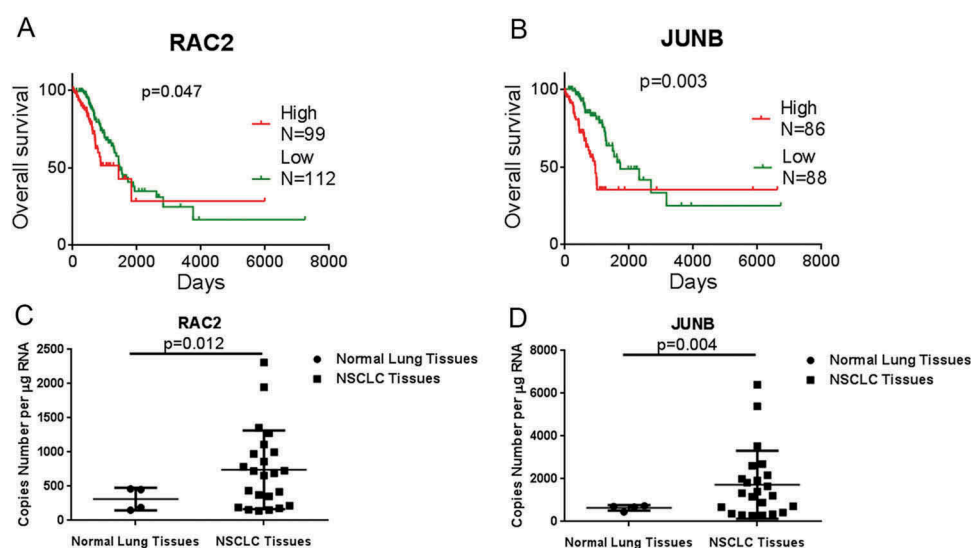 A
RAC2
p=0.047
High
N=99
Low
N=112
Overall survival
100
50
0
0 2000 4000 6000 8000
Days
B
JUNB
p=0.003
High
N=86
Low
N=88
Overall survival
100
50
0
0 2000 4000 6000 8000
Days
C
RAC2
p=0.012
Normal Lung Tissues
NSCLC Tissues
Copies Number per µg RNA
2500
2000
1500
1000
500
0
Normal Lung Tissues NSCLC Tissues
D
JUNB
p=0.004
Normal Lung Tissues
NSCLC Tissues
Copies Number per µg RNA
8000
6000
4000
2000
0
Normal Lung Tissues NSCLC Tissues